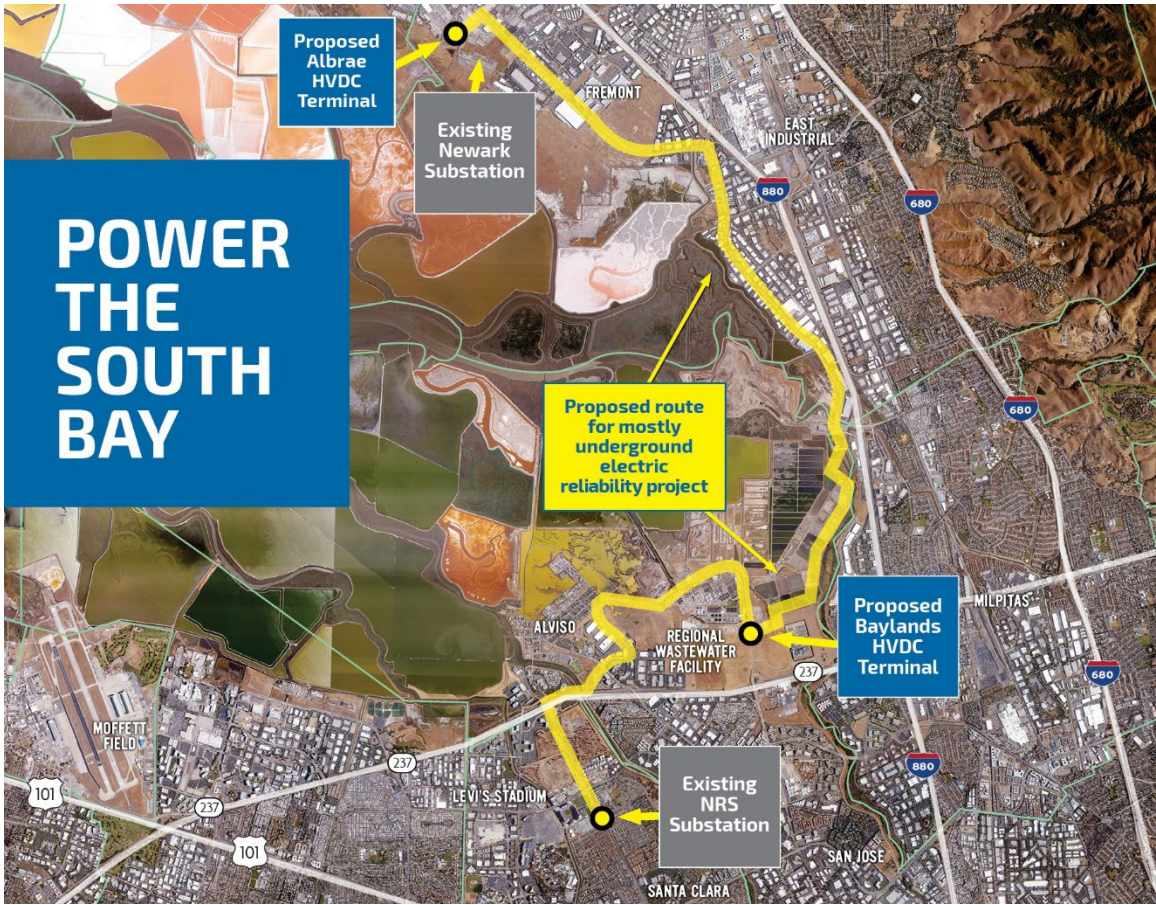 Proposed
Albrae
HVDC
Terminal
Existing
Newark
Substation
FREMONT
EAST
INDUSTRIAL
880
680
POWER
THE
SOUTH
BAY
680
Proposed route
for mostly
underground
electric
reliability project
ALVISO
REGIONAL
WASTEWATER
FACILITY
Proposed
Baylands
HVDC
Terminal
MILPITAS
237
680
MOFFETT
FIELD
237
880
101
237
LEVI'S STADIUM
Existing
NRS
Substation
101
SAN JOSE
SANTA CLARA